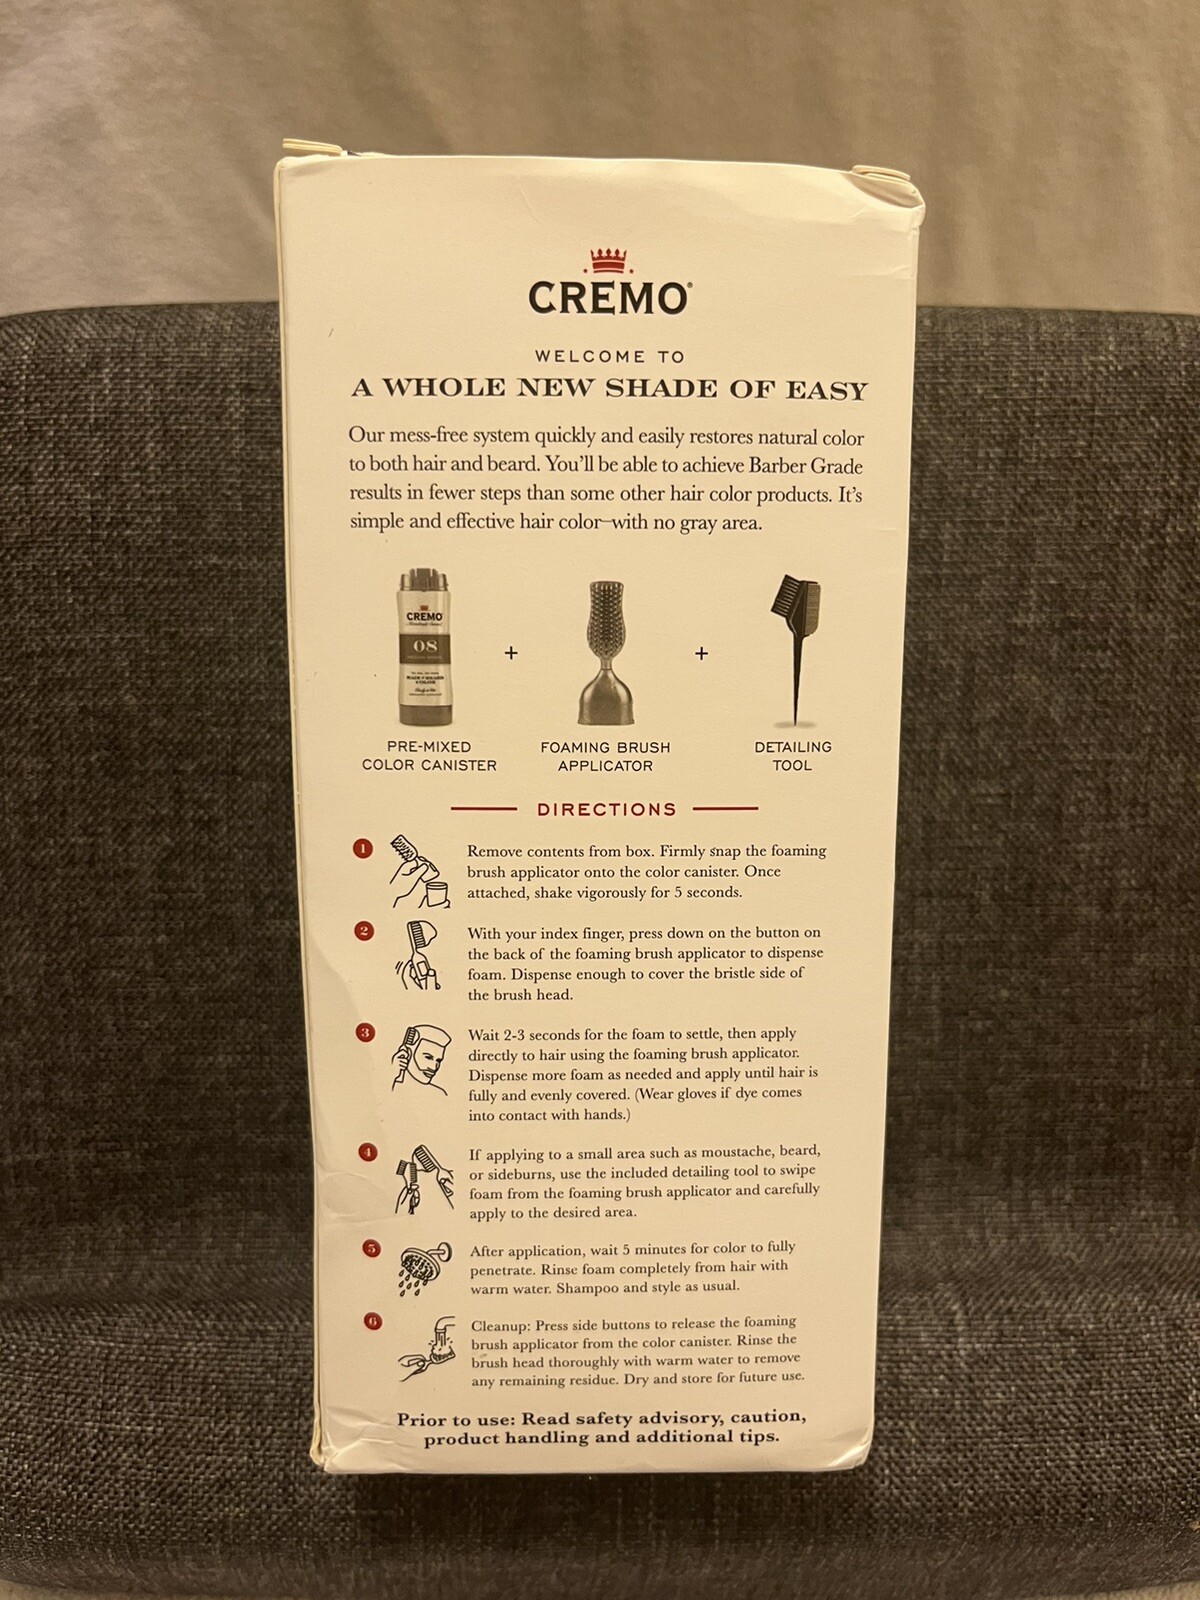 CREMO®
WELCOME TO
A WHOLE NEW SHADE OF EASY
Our mess-free system quickly and easily restores natural color
to both hair and beard. You'll be able to achieve Barber Grade
results in fewer steps than some other hair color products. It's
simple and effective hair color—with no gray area.
CREMO
08
+
+
PRE-MIXED
COLOR CANISTER
FOAMING BRUSH
APPLICATOR
DETAILING
TOOL
DIRECTIONS
1
Remove contents from box. Firmly snap the foaming
brush applicator onto the color canister. Once
attached, shake vigorously for 5 seconds.
2
With your index finger, press down on the button on
the back of the foaming brush applicator to dispense
foam. Dispense enough to cover the bristle side of
the brush head.
3
Wait 2-3 seconds for the foam to settle, then apply
directly to hair using the foaming brush applicator.
Dispense more foam as needed and apply until hair is
fully and evenly covered. (Wear gloves if dye comes
into contact with hands.)
4
If applying to a small area such as moustache, beard,
or sideburns, use the included detailing tool to swipe
foam from the foaming brush applicator and carefully
apply to the desired area.
5
After application, wait 5 minutes for color to fully
penetrate. Rinse foam completely from hair with
warm water. Shampoo and style as usual.
6
Cleanup: Press side buttons to release the foaming
brush applicator from the color canister. Rinse the
brush head thoroughly with warm water to remove
any remaining residue. Dry and store for future use.
Prior to use: Read safety advisory, caution,
product handling and additional tips.